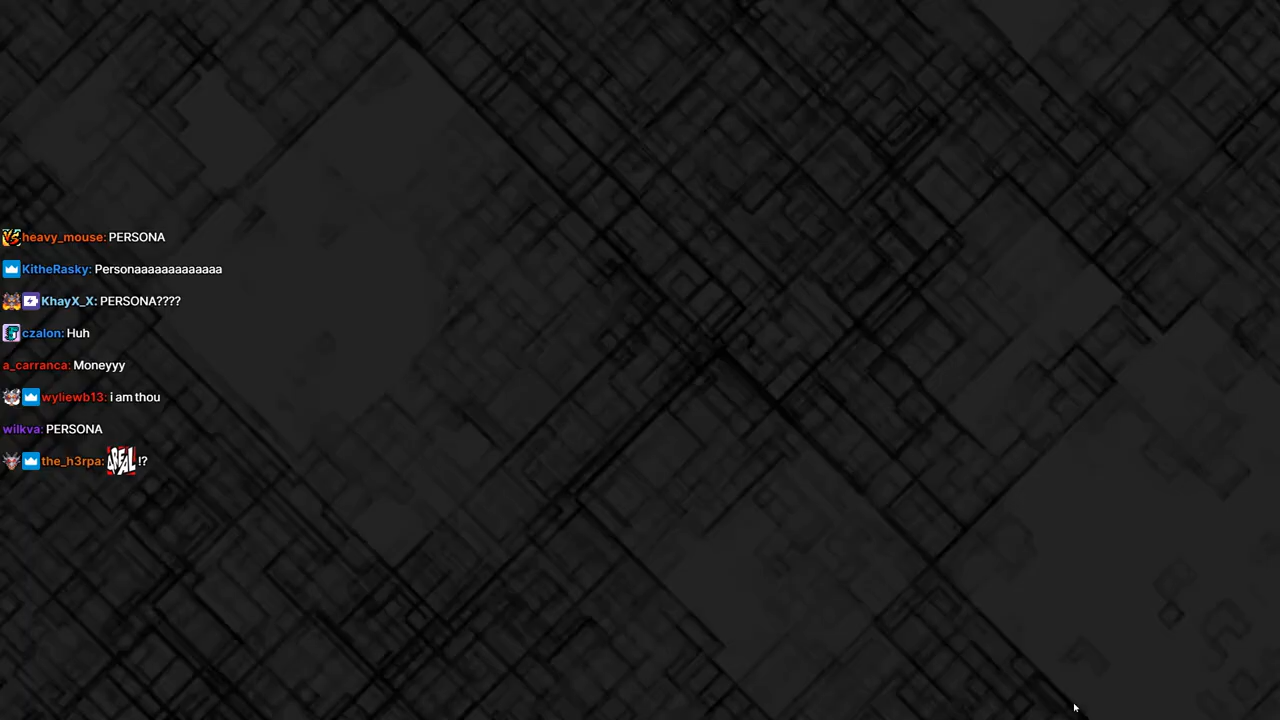 heavy_mouse: PERSONA
KitheRasky: Personaaaaaaaaaaaaa
KhayX_X: PERSONA????
czalon: Huh
a_carranca: Moneyyy
wyliewb13: i am thou
wilkva: PERSONA
the_h3rpa: !?